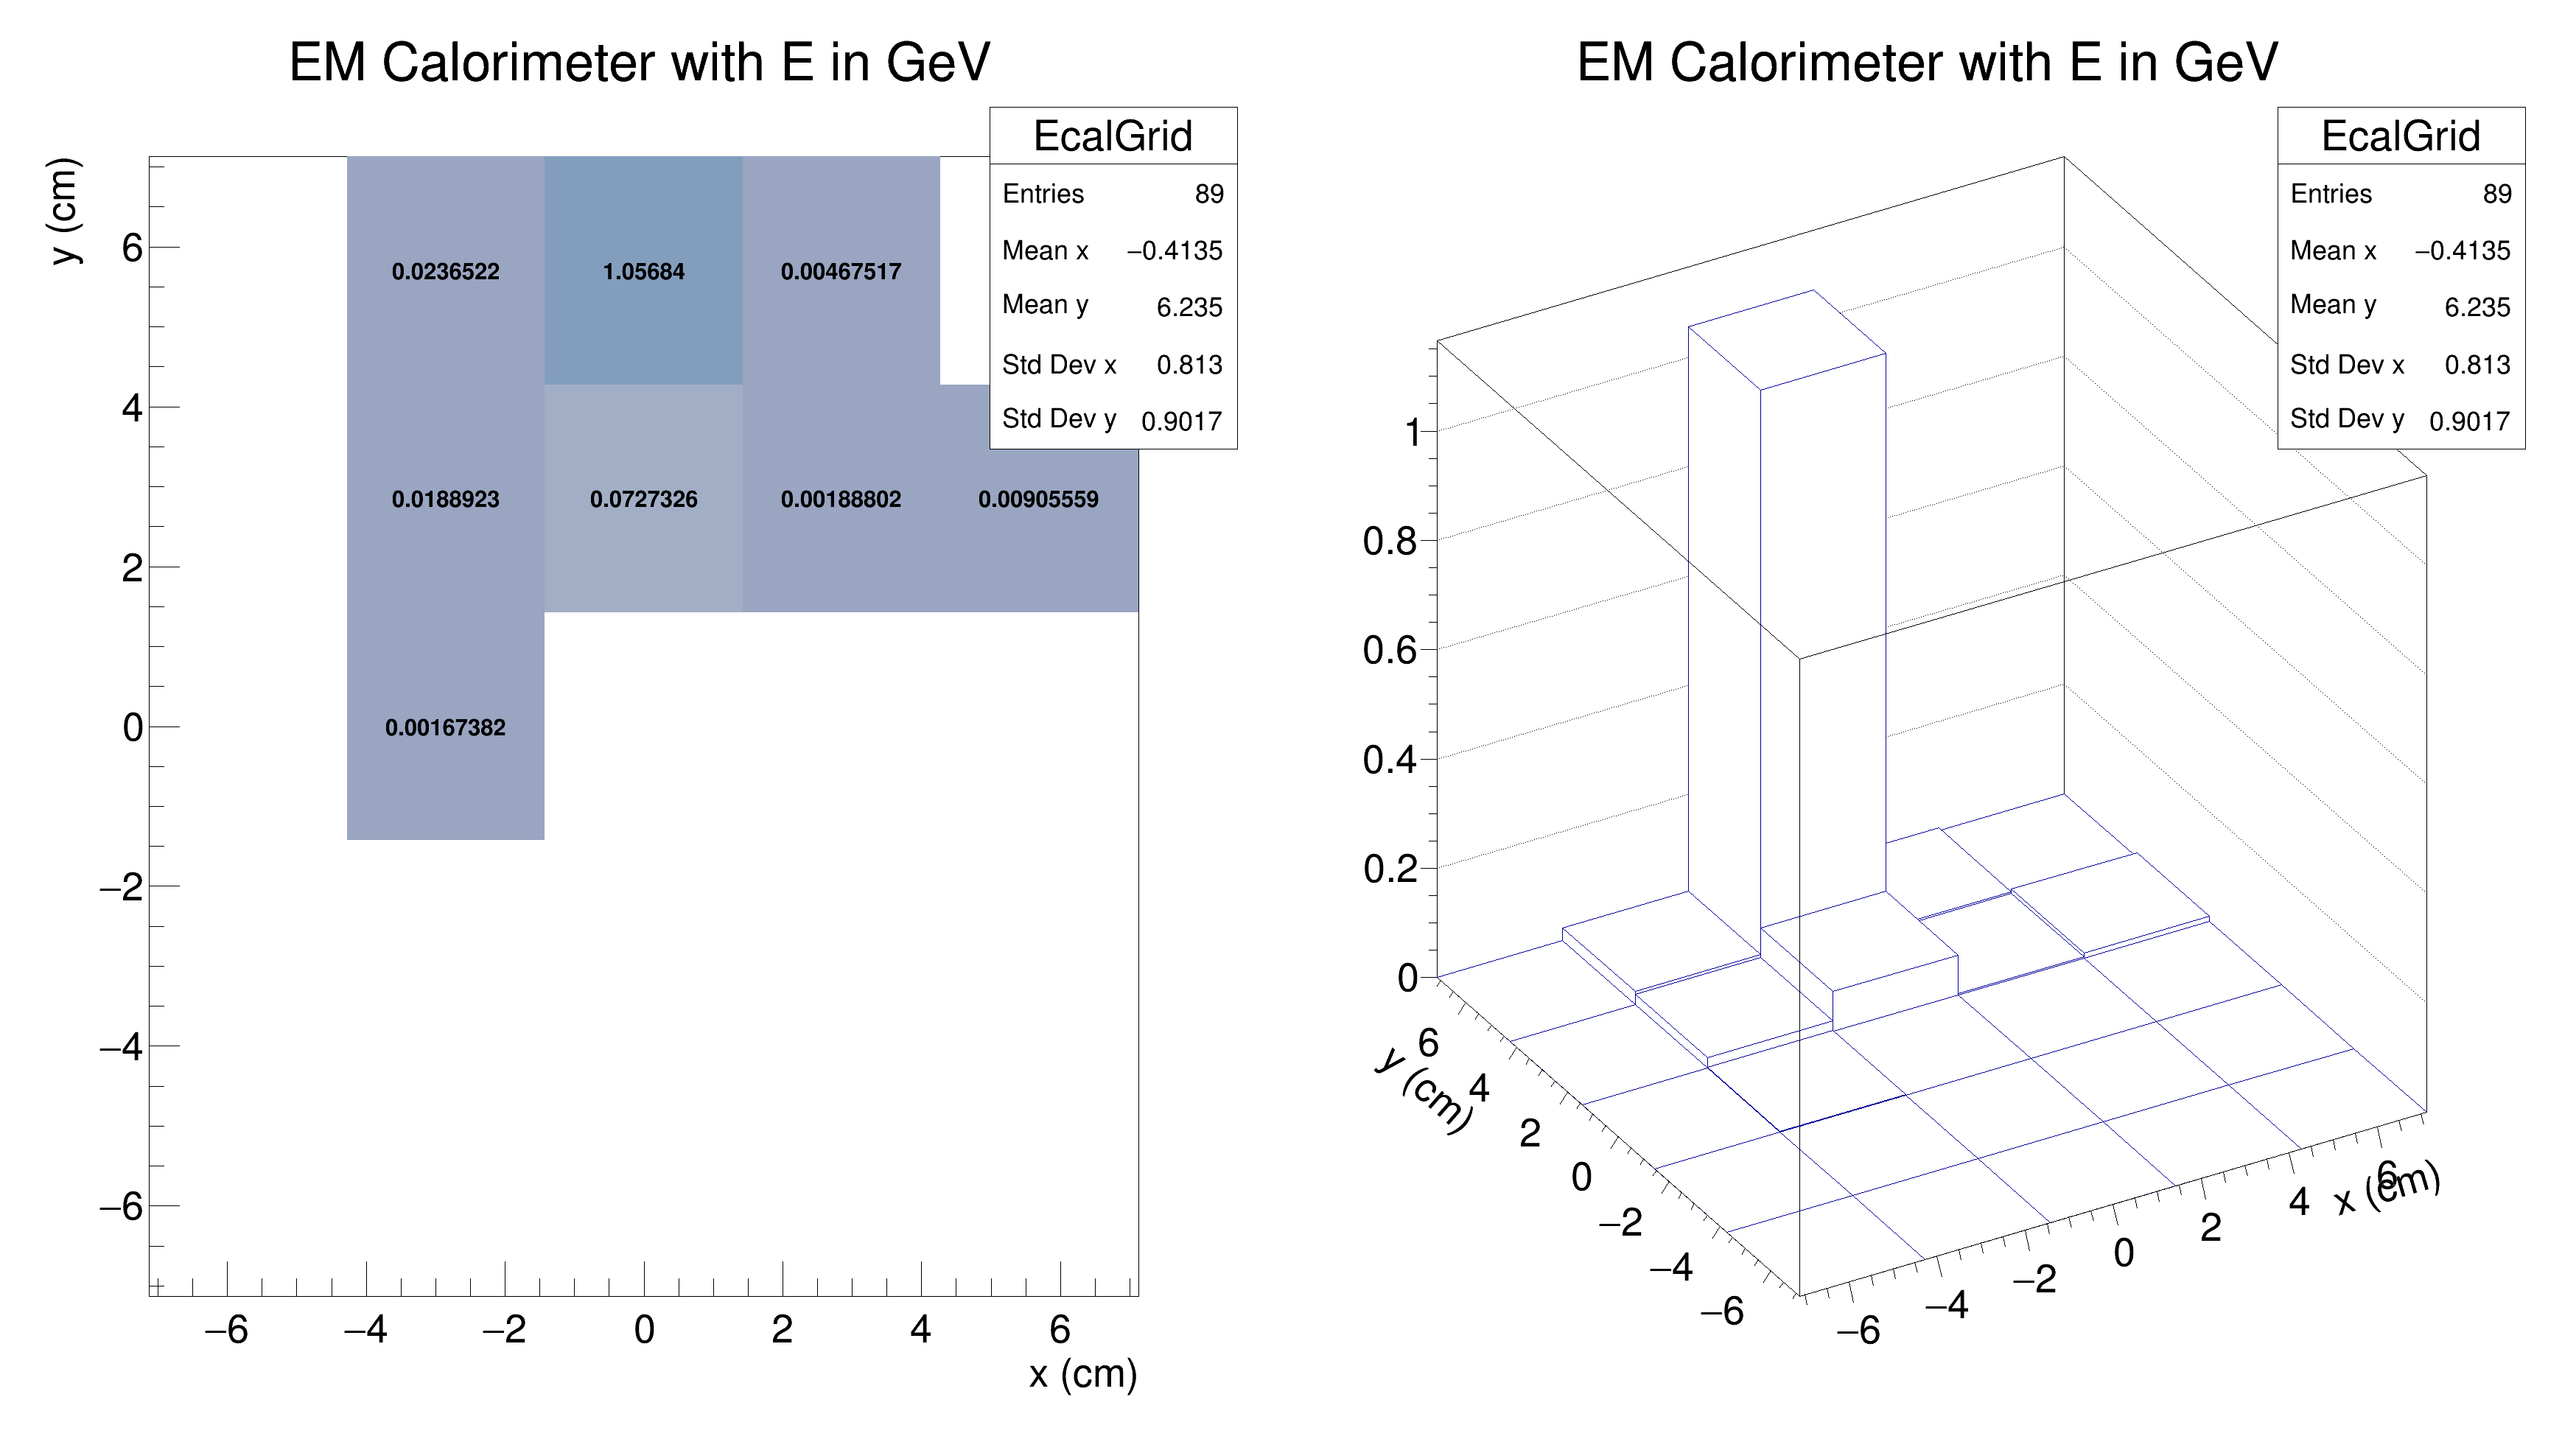 EM Calorimeter with E in GeV
EcalGrid
Entries 89
Mean x −0.4135
Mean y 6.235
Std Dev x 0.813
Std Dev y 0.9017
y (cm)
6
4
2
0
−2
−4
−6
0.0236522 1.05684 0.00467517
0.0188923 0.0727326 0.00188802 0.00905559
0.00167382
−6 −4 −2 0 2 4 6
x (cm)
EM Calorimeter with E in GeV
EcalGrid
Entries 89
Mean x −0.4135
Mean y 6.235
Std Dev x 0.813
Std Dev y 0.9017
1
0.8
0.6
0.4
0.2
0
6
4
2
0
−2
−4
−6
y (cm)
−6
−4
−2
0
2
4
6
x (cm)